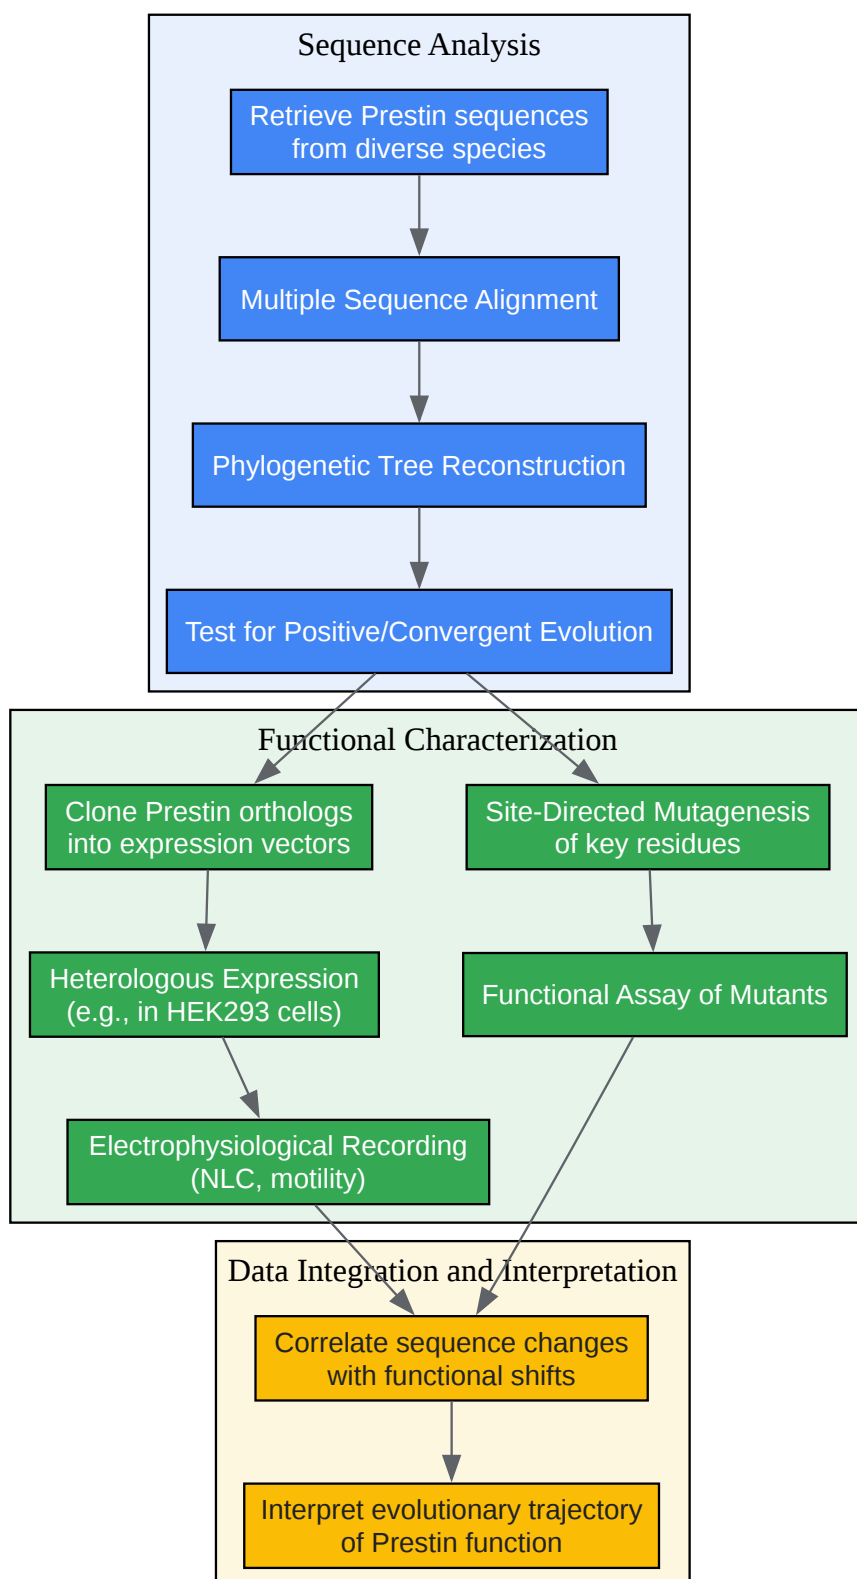 Sequence Analysis
Retrieve Prestin sequences
from diverse species
Multiple Sequence Alignment
Phylogenetic Tree Reconstruction
Test for Positive/Convergent Evolution
Functional Characterization
Clone Prestin orthologs
into expression vectors
Site-Directed Mutagenesis
of key residues
Heterologous Expression
(e.g., in HEK293 cells)
Functional Assay of Mutants
Electrophysiological Recording
(NLC, motility)
Data Integration and Interpretation
Correlate sequence changes
with functional shifts
Interpret evolutionary trajectory
of Prestin function